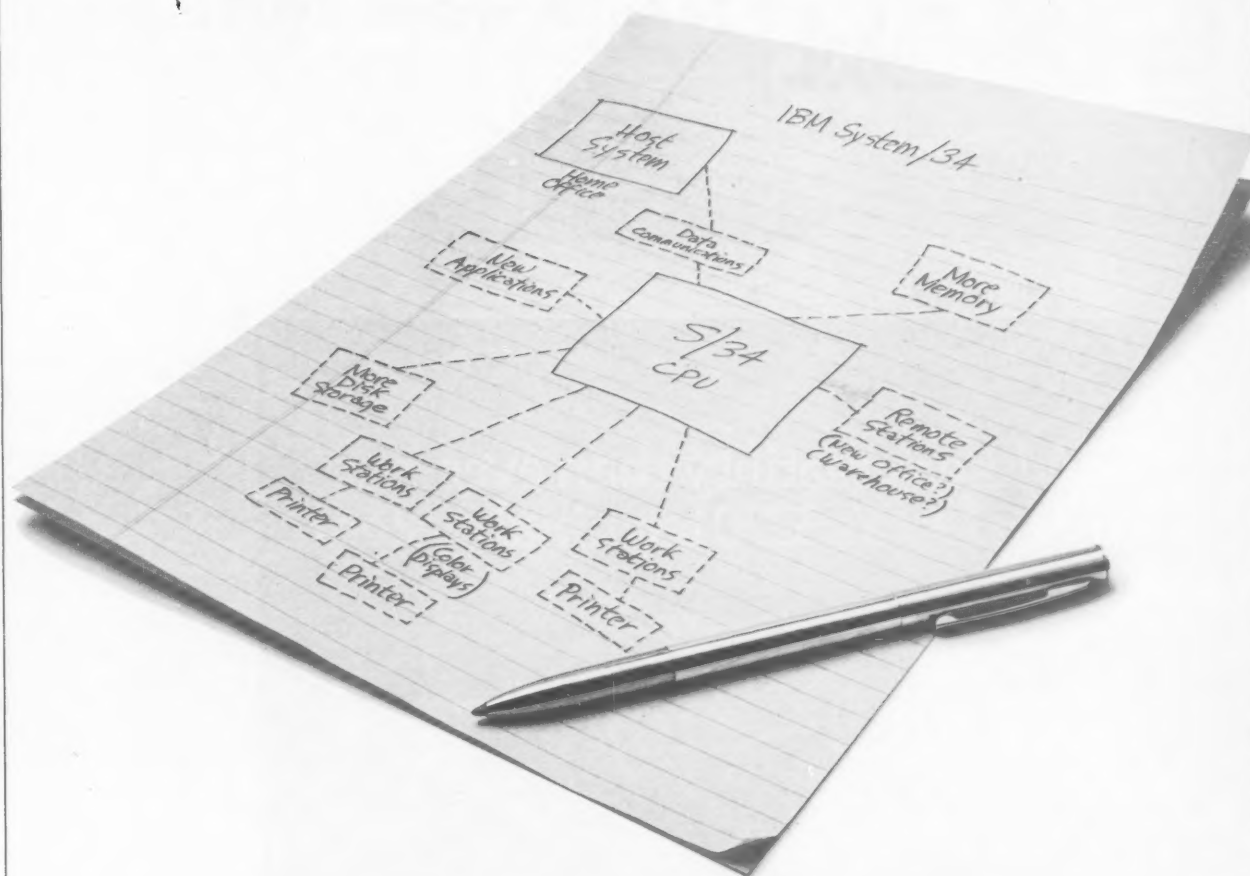 IBM System/34
Host
System
Home
Office
Data
Communications
New
Applications
More
Memory
S/34
CPU
More
Disk
Storage
Remote
Stations
(New Office?)
(Warehouse?)
Work
Stations
Printer
Printer
Work
Stations
(Color
Displays)
Work
Stations
Printer